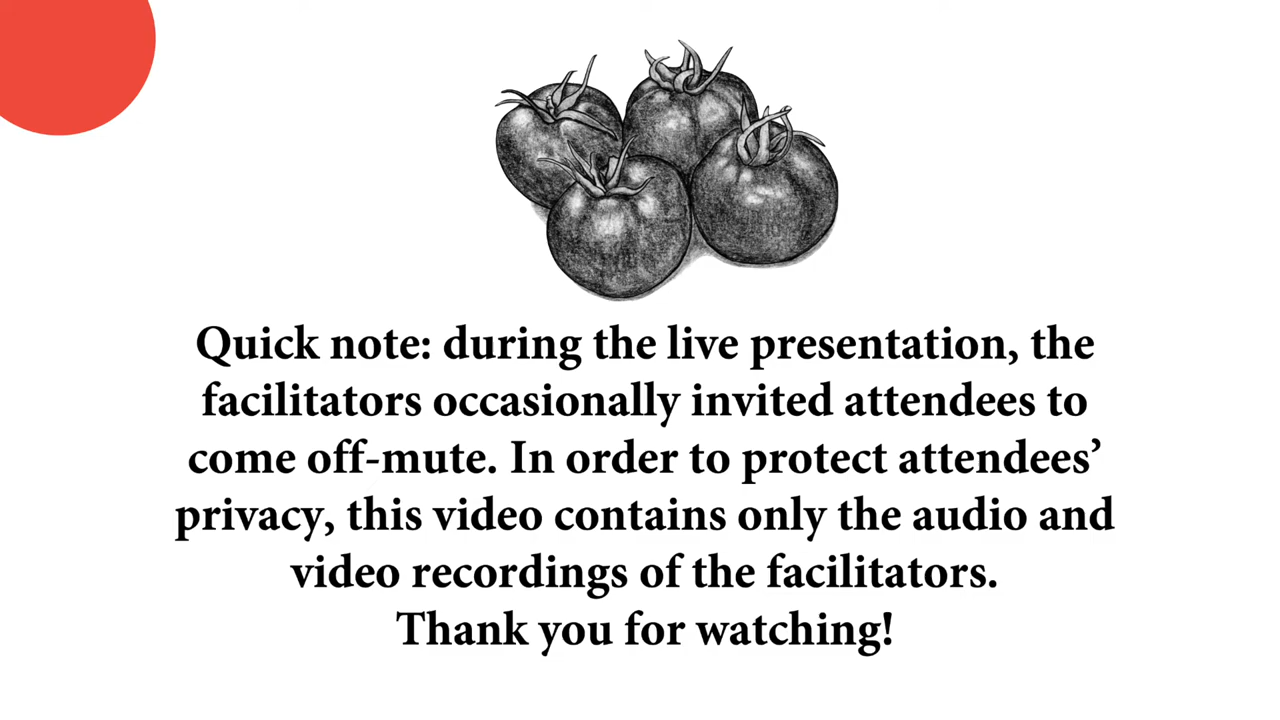 Quick note: during the live presentation, the
facilitators occasionally invited attendees to
come off-mute. In order to protect attendees’
privacy, this video contains only the audio and
video recordings of the facilitators.
Thank you for watching!